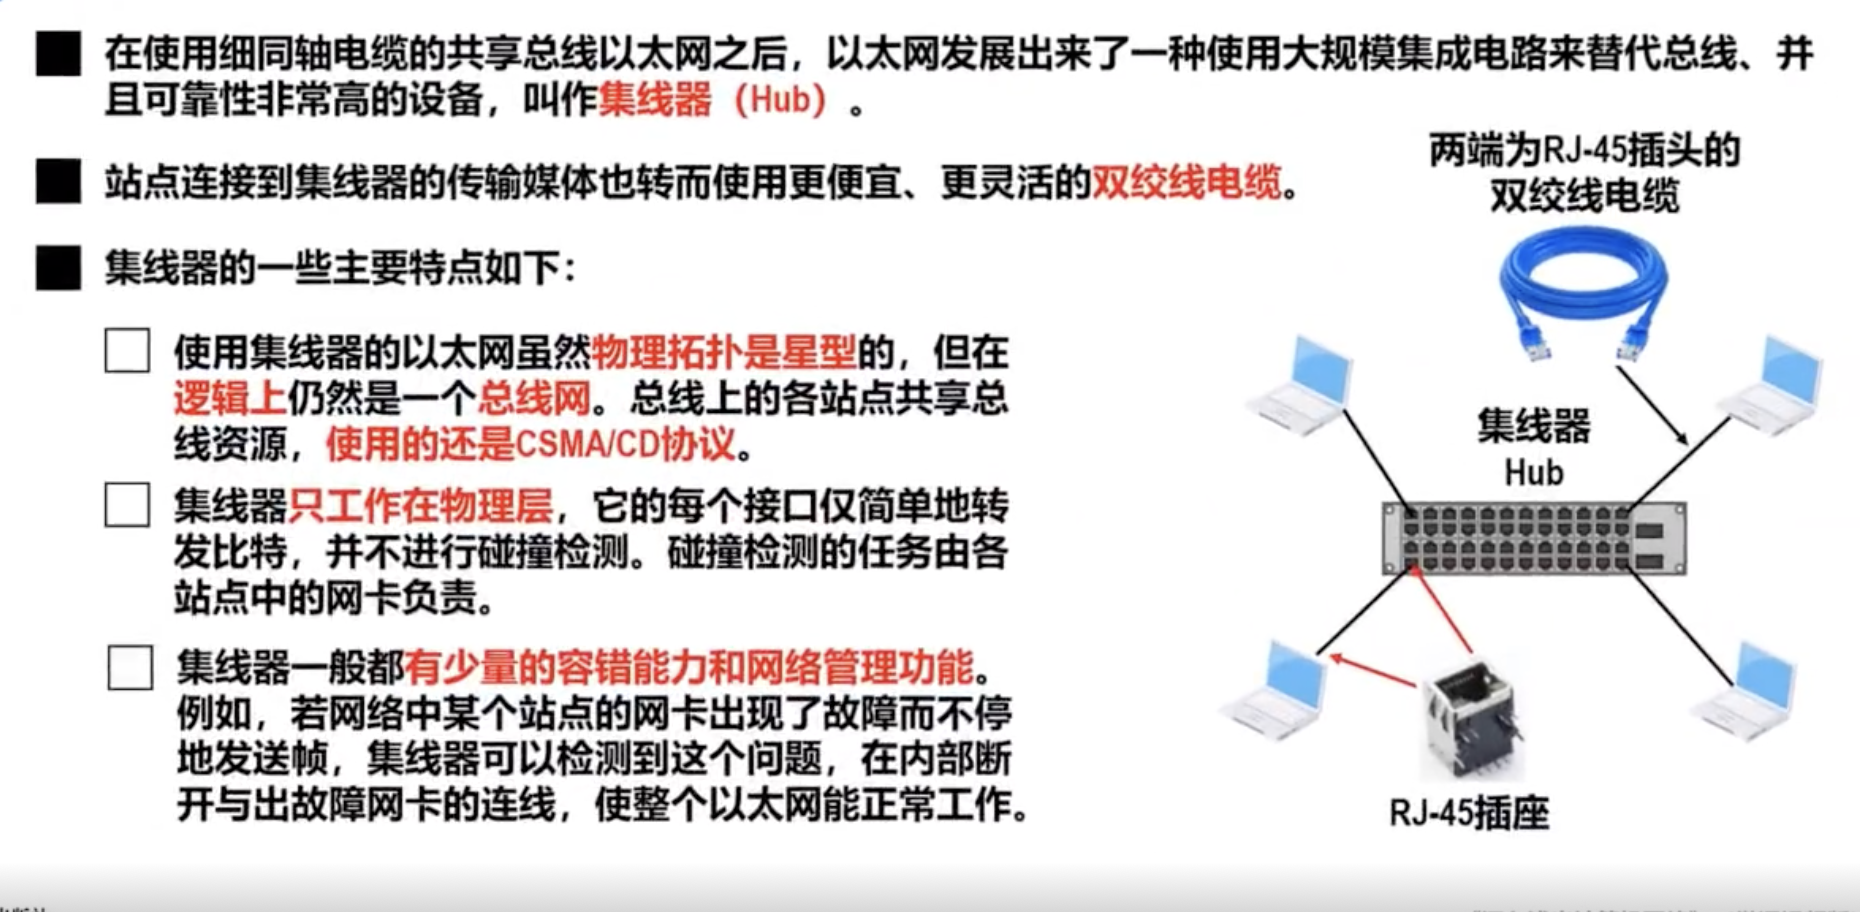 在使用细同轴电缆的共享总线以太网之后，以太网发展出来了一种使用大规模集成电路来替代总线、并
且可靠性非常高的设备，叫作集线器（Hub）。
站点连接到集线器的传输媒体也转而使用更便宜、更灵活的双绞线电缆。
集线器的一些主要特点如下：
使用集线器的以太网虽然物理拓扑是星型的，但在
逻辑上仍然是一个总线网。总线上的各站点共享总
线资源，使用的还是CSMA/CD协议。
集线器只工作在物理层，它的每个接口仅简单地转
发比特，并不进行碰撞检测。碰撞检测的任务由各
站点中的网卡负责。
集线器一般都有少量的容错能力和网络管理功能。
例如，若网络中某个站点的网卡出现了故障而不停
地发送帧，集线器可以检测到这个问题，在内部断
开与出故障网卡的连线，使整个以太网能正常工作。
两端为RJ-45插头的
双绞线电缆
集线器
Hub
RJ-45插座